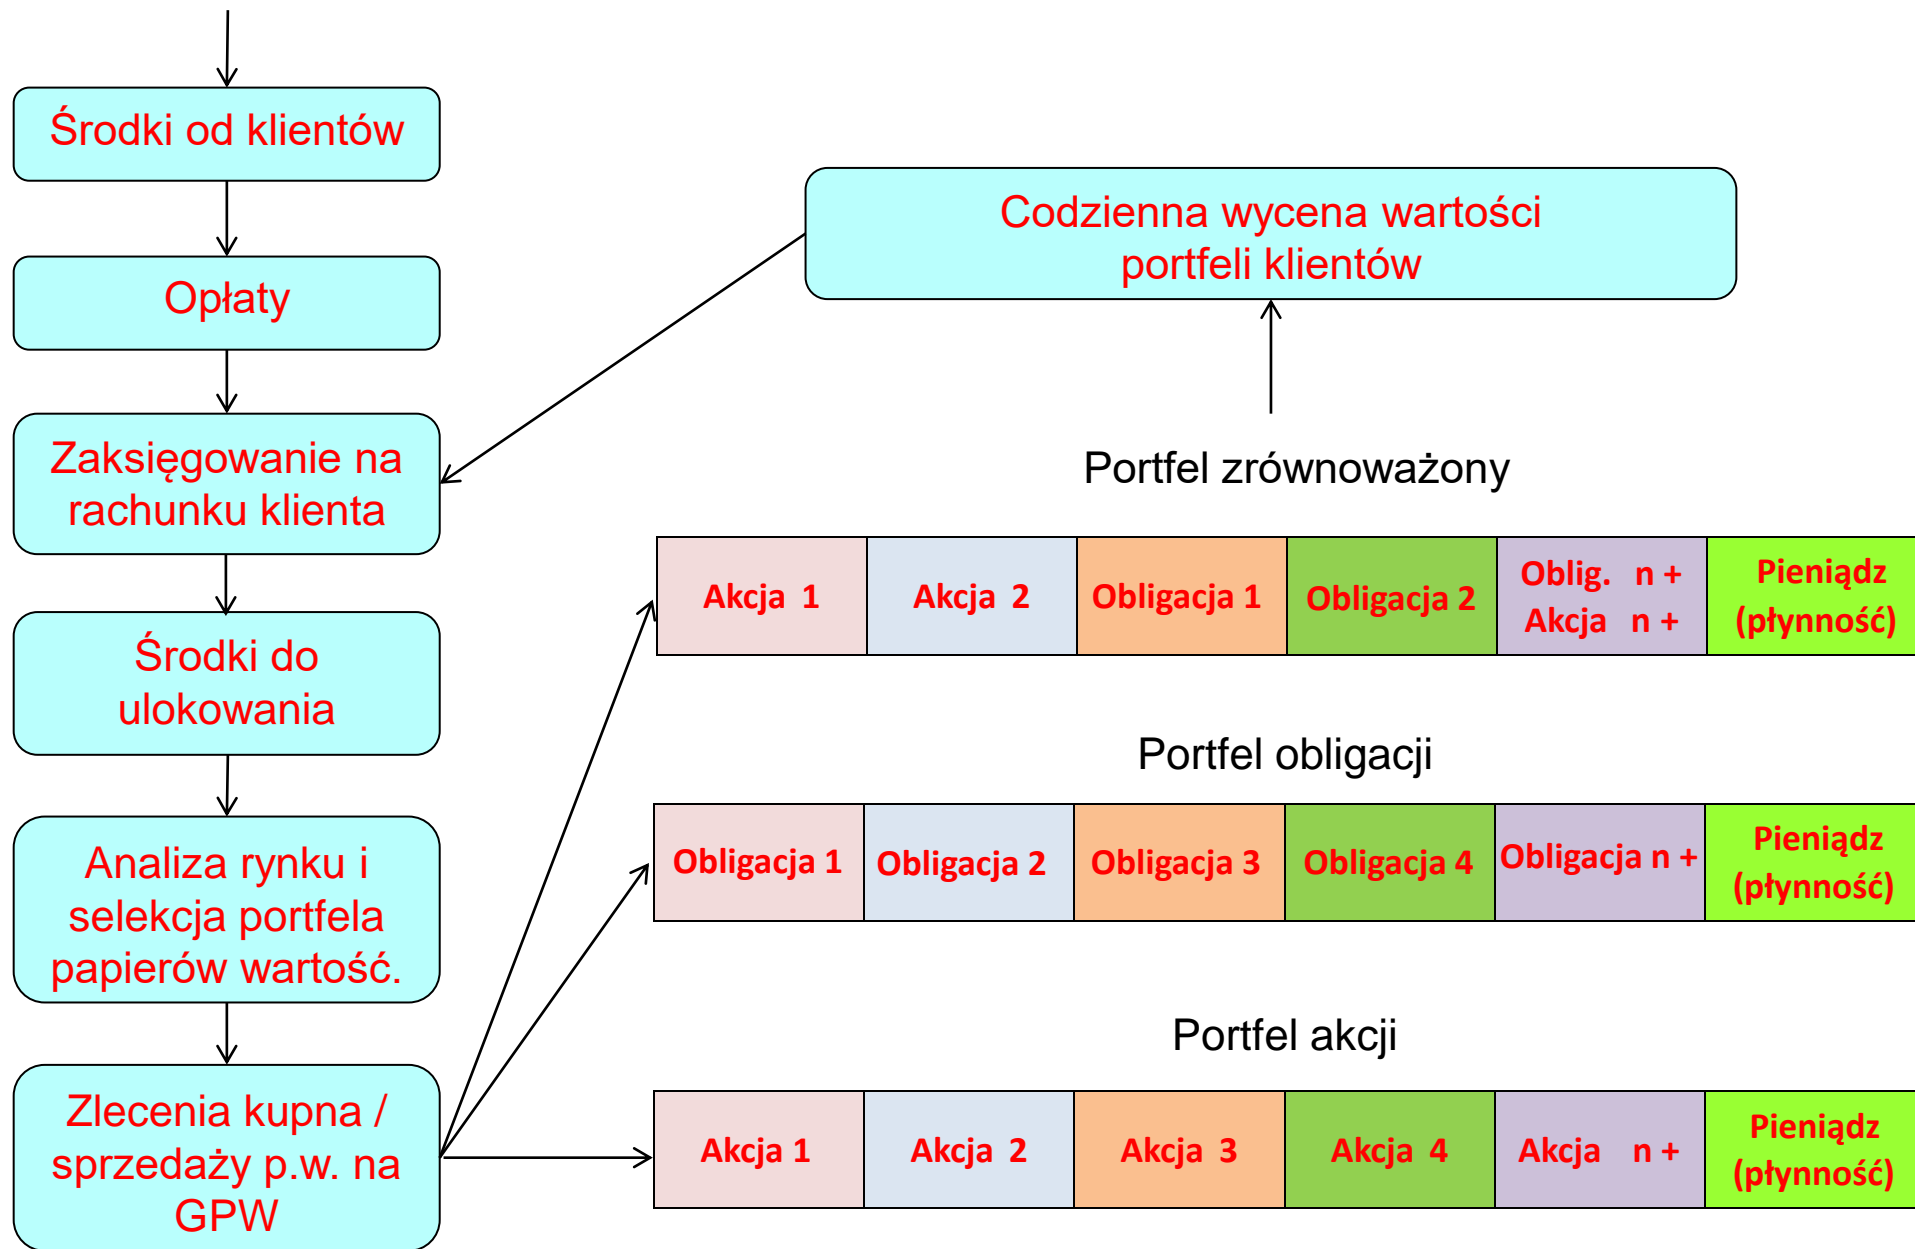 Środki od klientów
Opłaty
Zaksięgowanie na
rachunku klienta
Środki do
ulokowania
Analiza rynku i
selekcja portfela
papierów wartość.
Zlecenia kupna /
sprzedaży p.w. na
GPW
Codzienna wycena wartości
portfeli klientów
Portfel zrównoważony
Akcja 1
Akcja 2
Obligacja 1
Obligacja 2
Oblig. n +
Akcja n +
Pieniądz
(płynność)
Portfel obligacji
Obligacja 1
Obligacja 2
Obligacja 3
Obligacja 4
Obligacja n +
Pieniądz
(płynność)
Portfel akcji
Akcja 1
Akcja 2
Akcja 3
Akcja 4
Akcja n +
Pieniądz
(płynność)